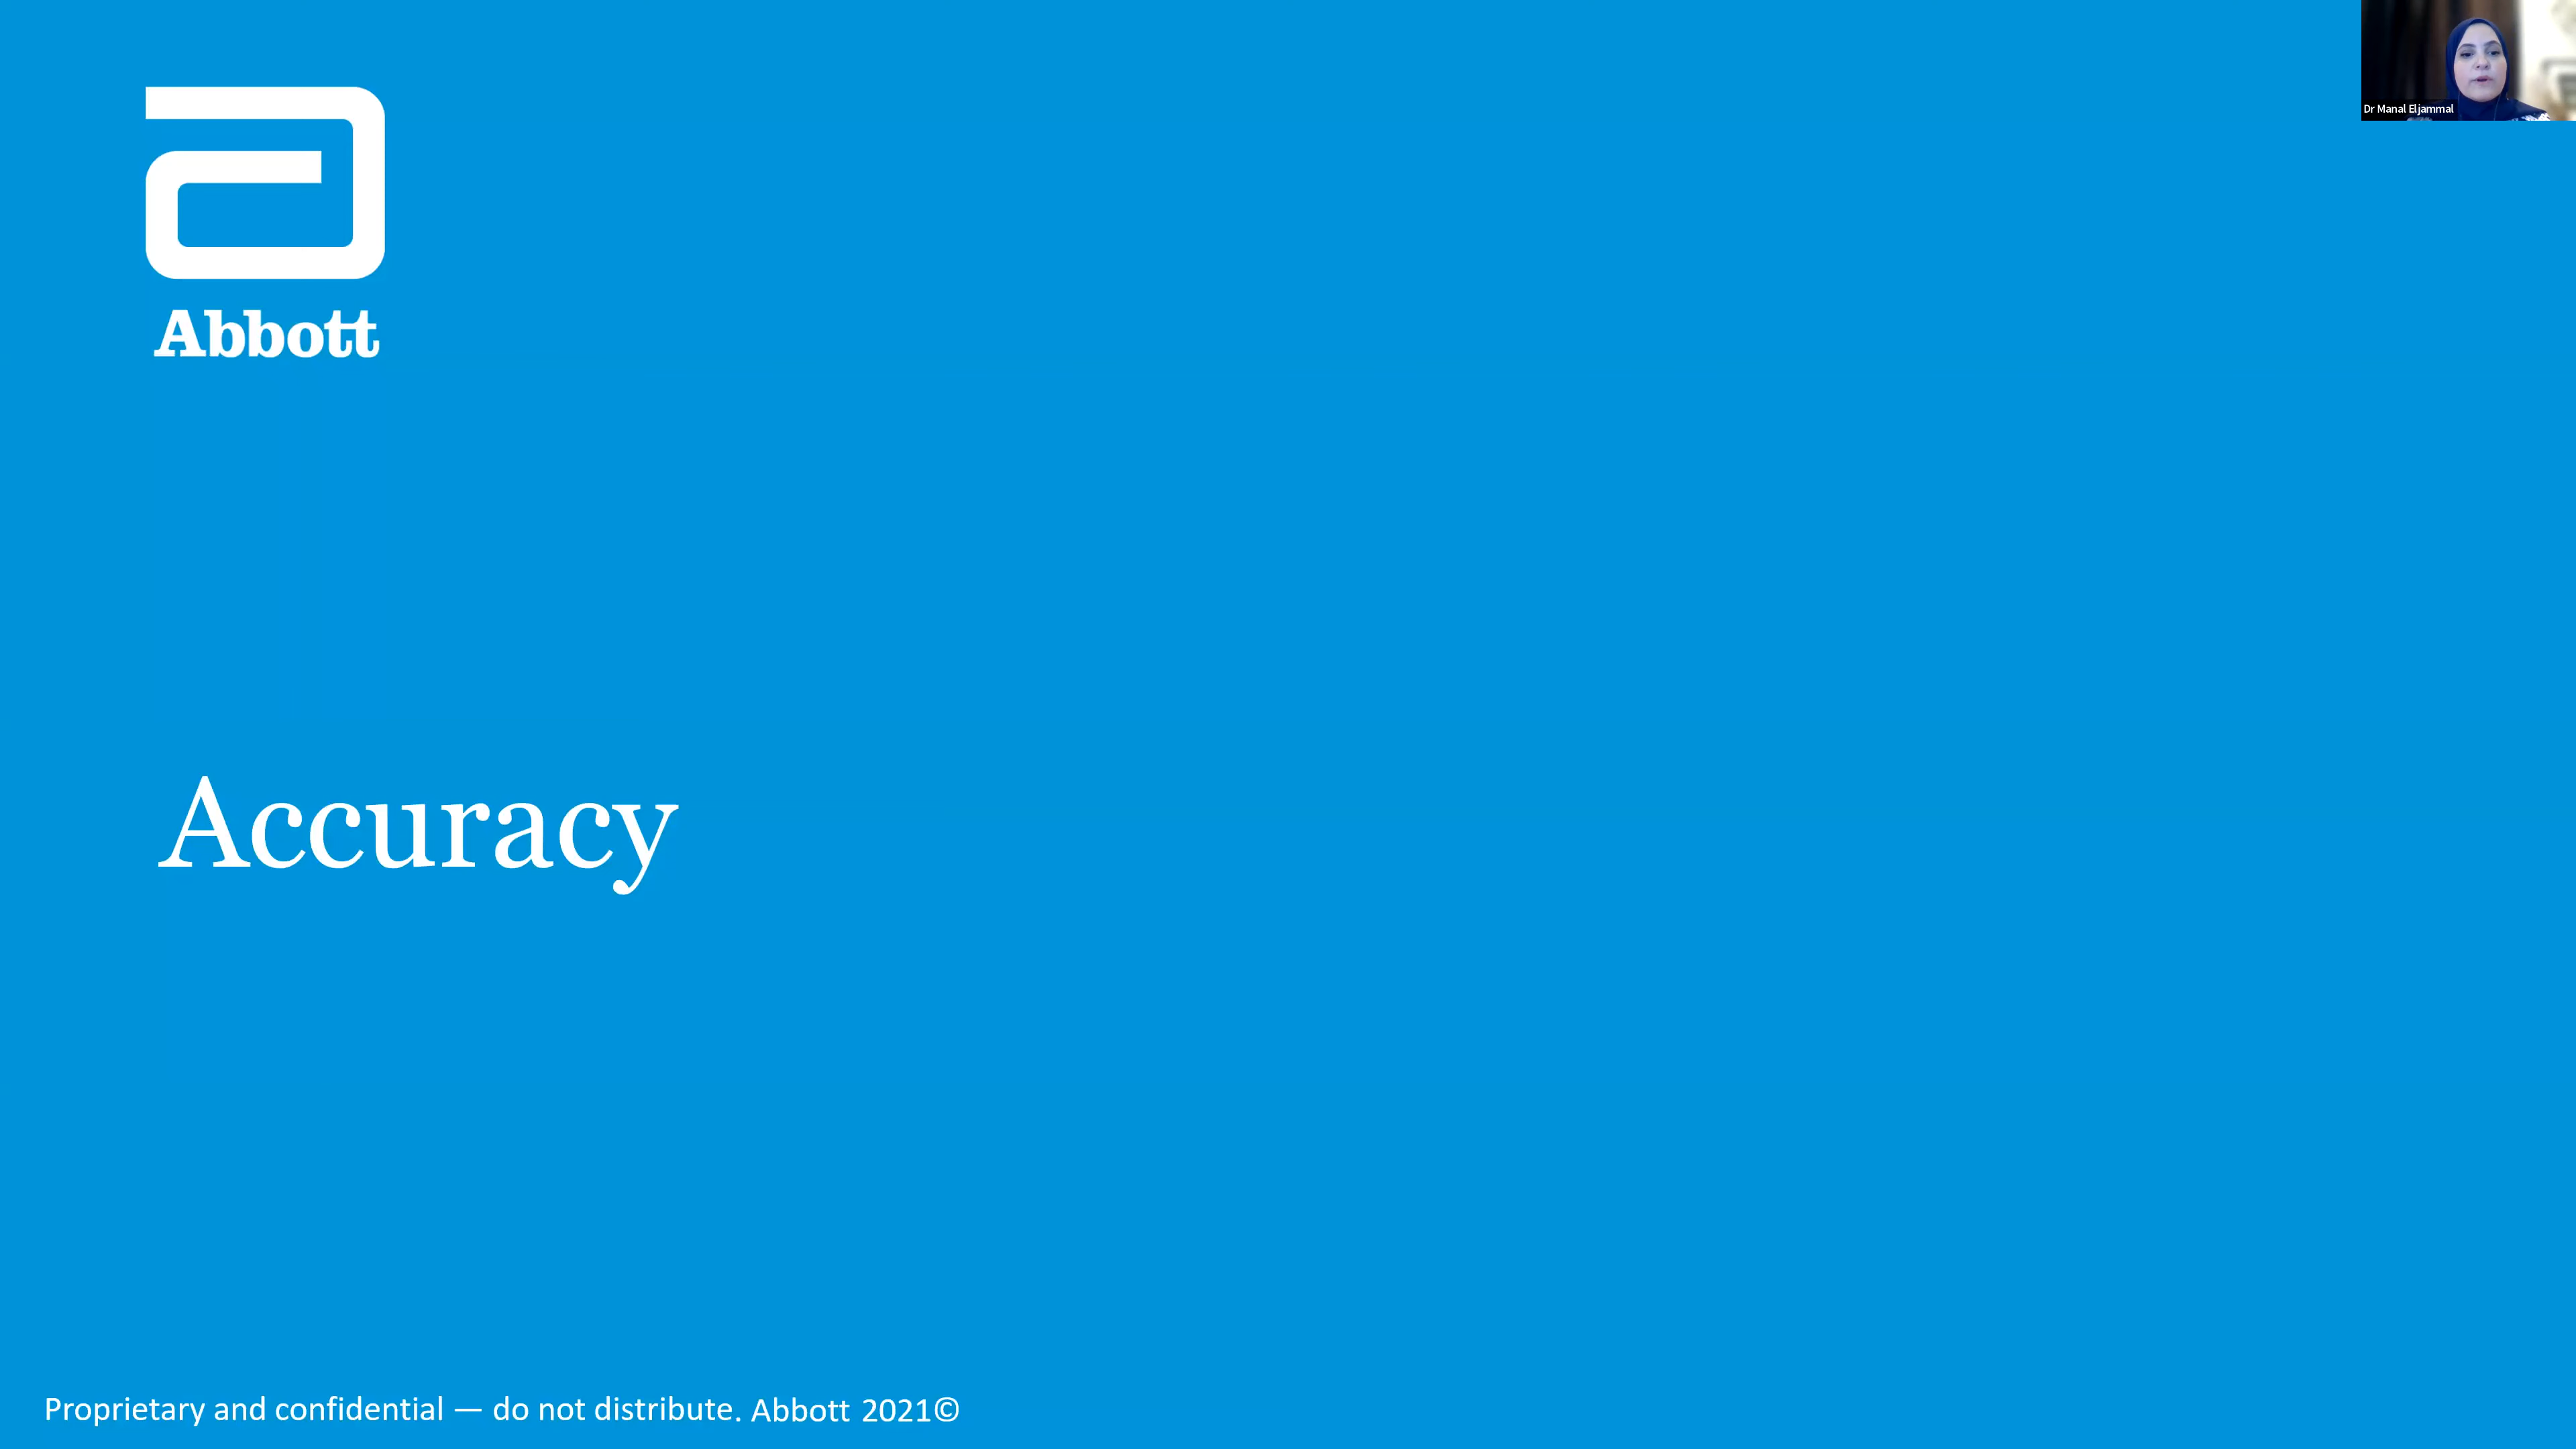 Dr Manal Eljammal
Abbott
Accuracy
Proprietary and confidential — do not distribute. Abbott 2021©